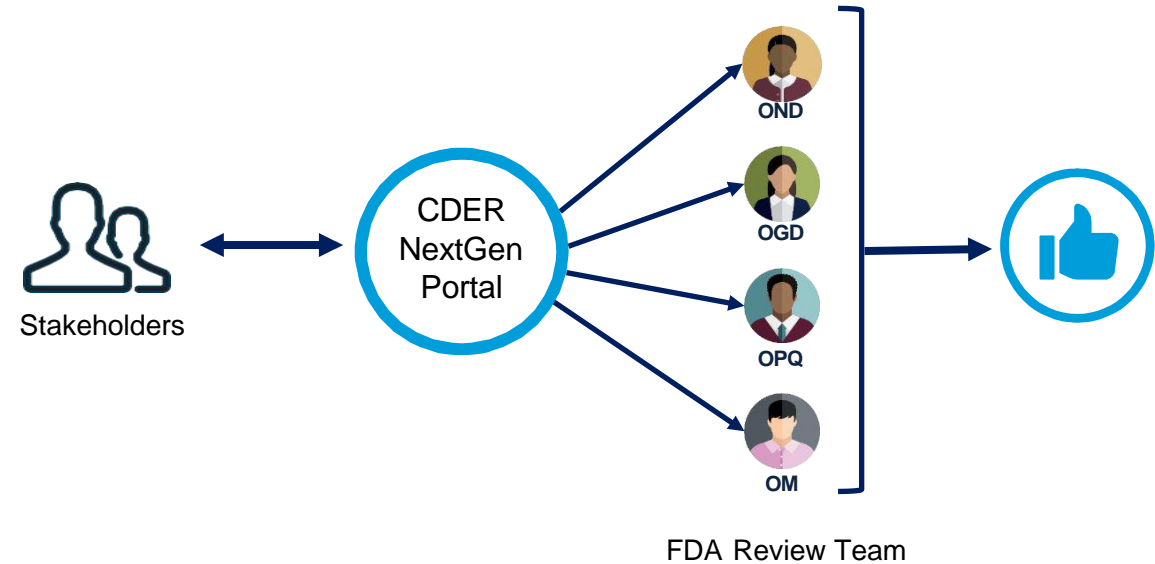 Stakeholders
CDER
NextGen
Portal
OND
OGD
OPQ
OM
FDA Review Team